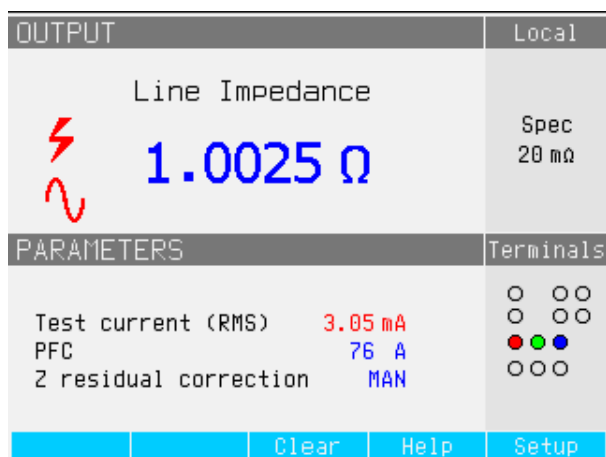 OUTPUT
Local
Line Impedance
1.0025 Ω
Spec
20 mΩ
PARAMETERS
Terminals
Test current (RMS) 3.05 mA
PFC 76 A
Z residual correction MAN
Clear Help Setup